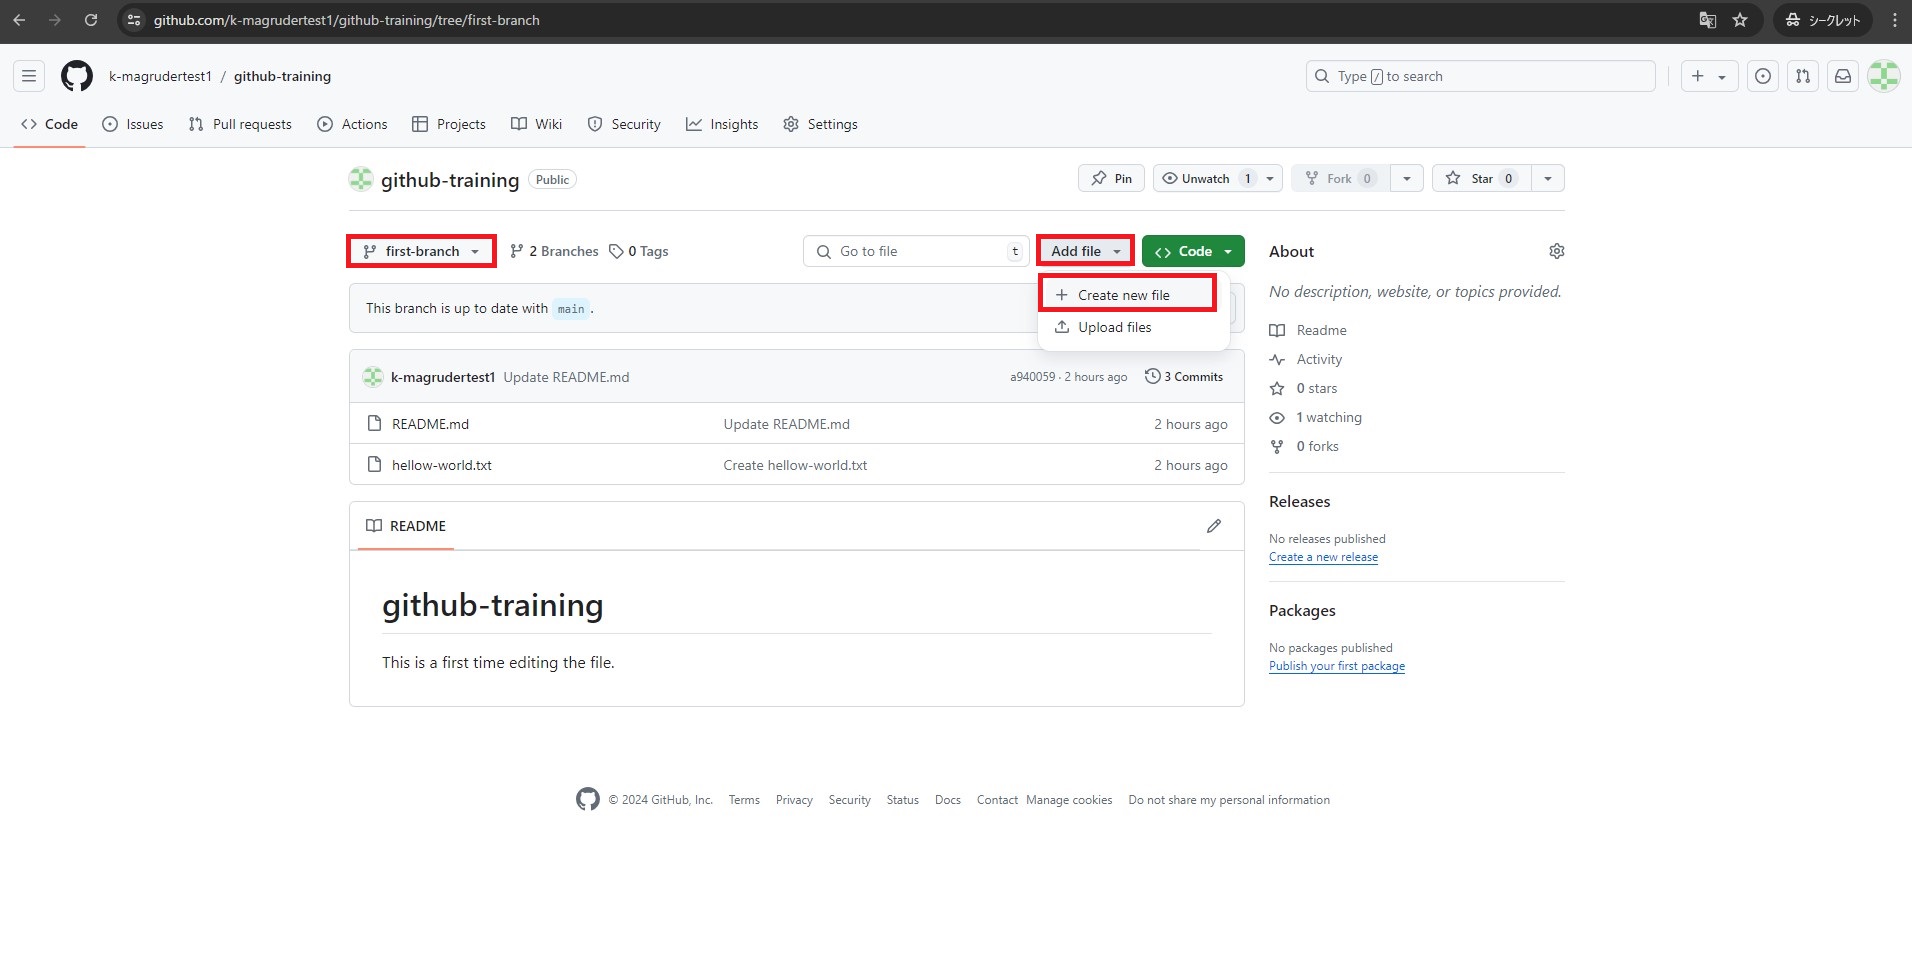 github.com/k-magrudertest1/github-training/tree/first-branch
シークレット
k-magrudertest1 / github-training
Type / to search
Code Issues Pull requests Actions Projects Wiki Security Insights Settings
github-training Public
Pin Unwatch 1 Fork 0 Star 0
first-branch 2 Branches 0 Tags
Go to file t
Add file
Code
Create new file
Upload files
This branch is up to date with main .
k-magrudertest1 Update README.md a940059 · 2 hours ago 3 Commits
README.md Update README.md 2 hours ago
hellow-world.txt Create hellow-world.txt 2 hours ago
README
github-training
This is a first time editing the file.
About
No description, website, or topics provided.
Readme
Activity
0 stars
1 watching
0 forks
Releases
No releases published
Create a new release
Packages
No packages published
Publish your first package
© 2024 GitHub, Inc. Terms Privacy Security Status Docs Contact Manage cookies Do not share my personal information